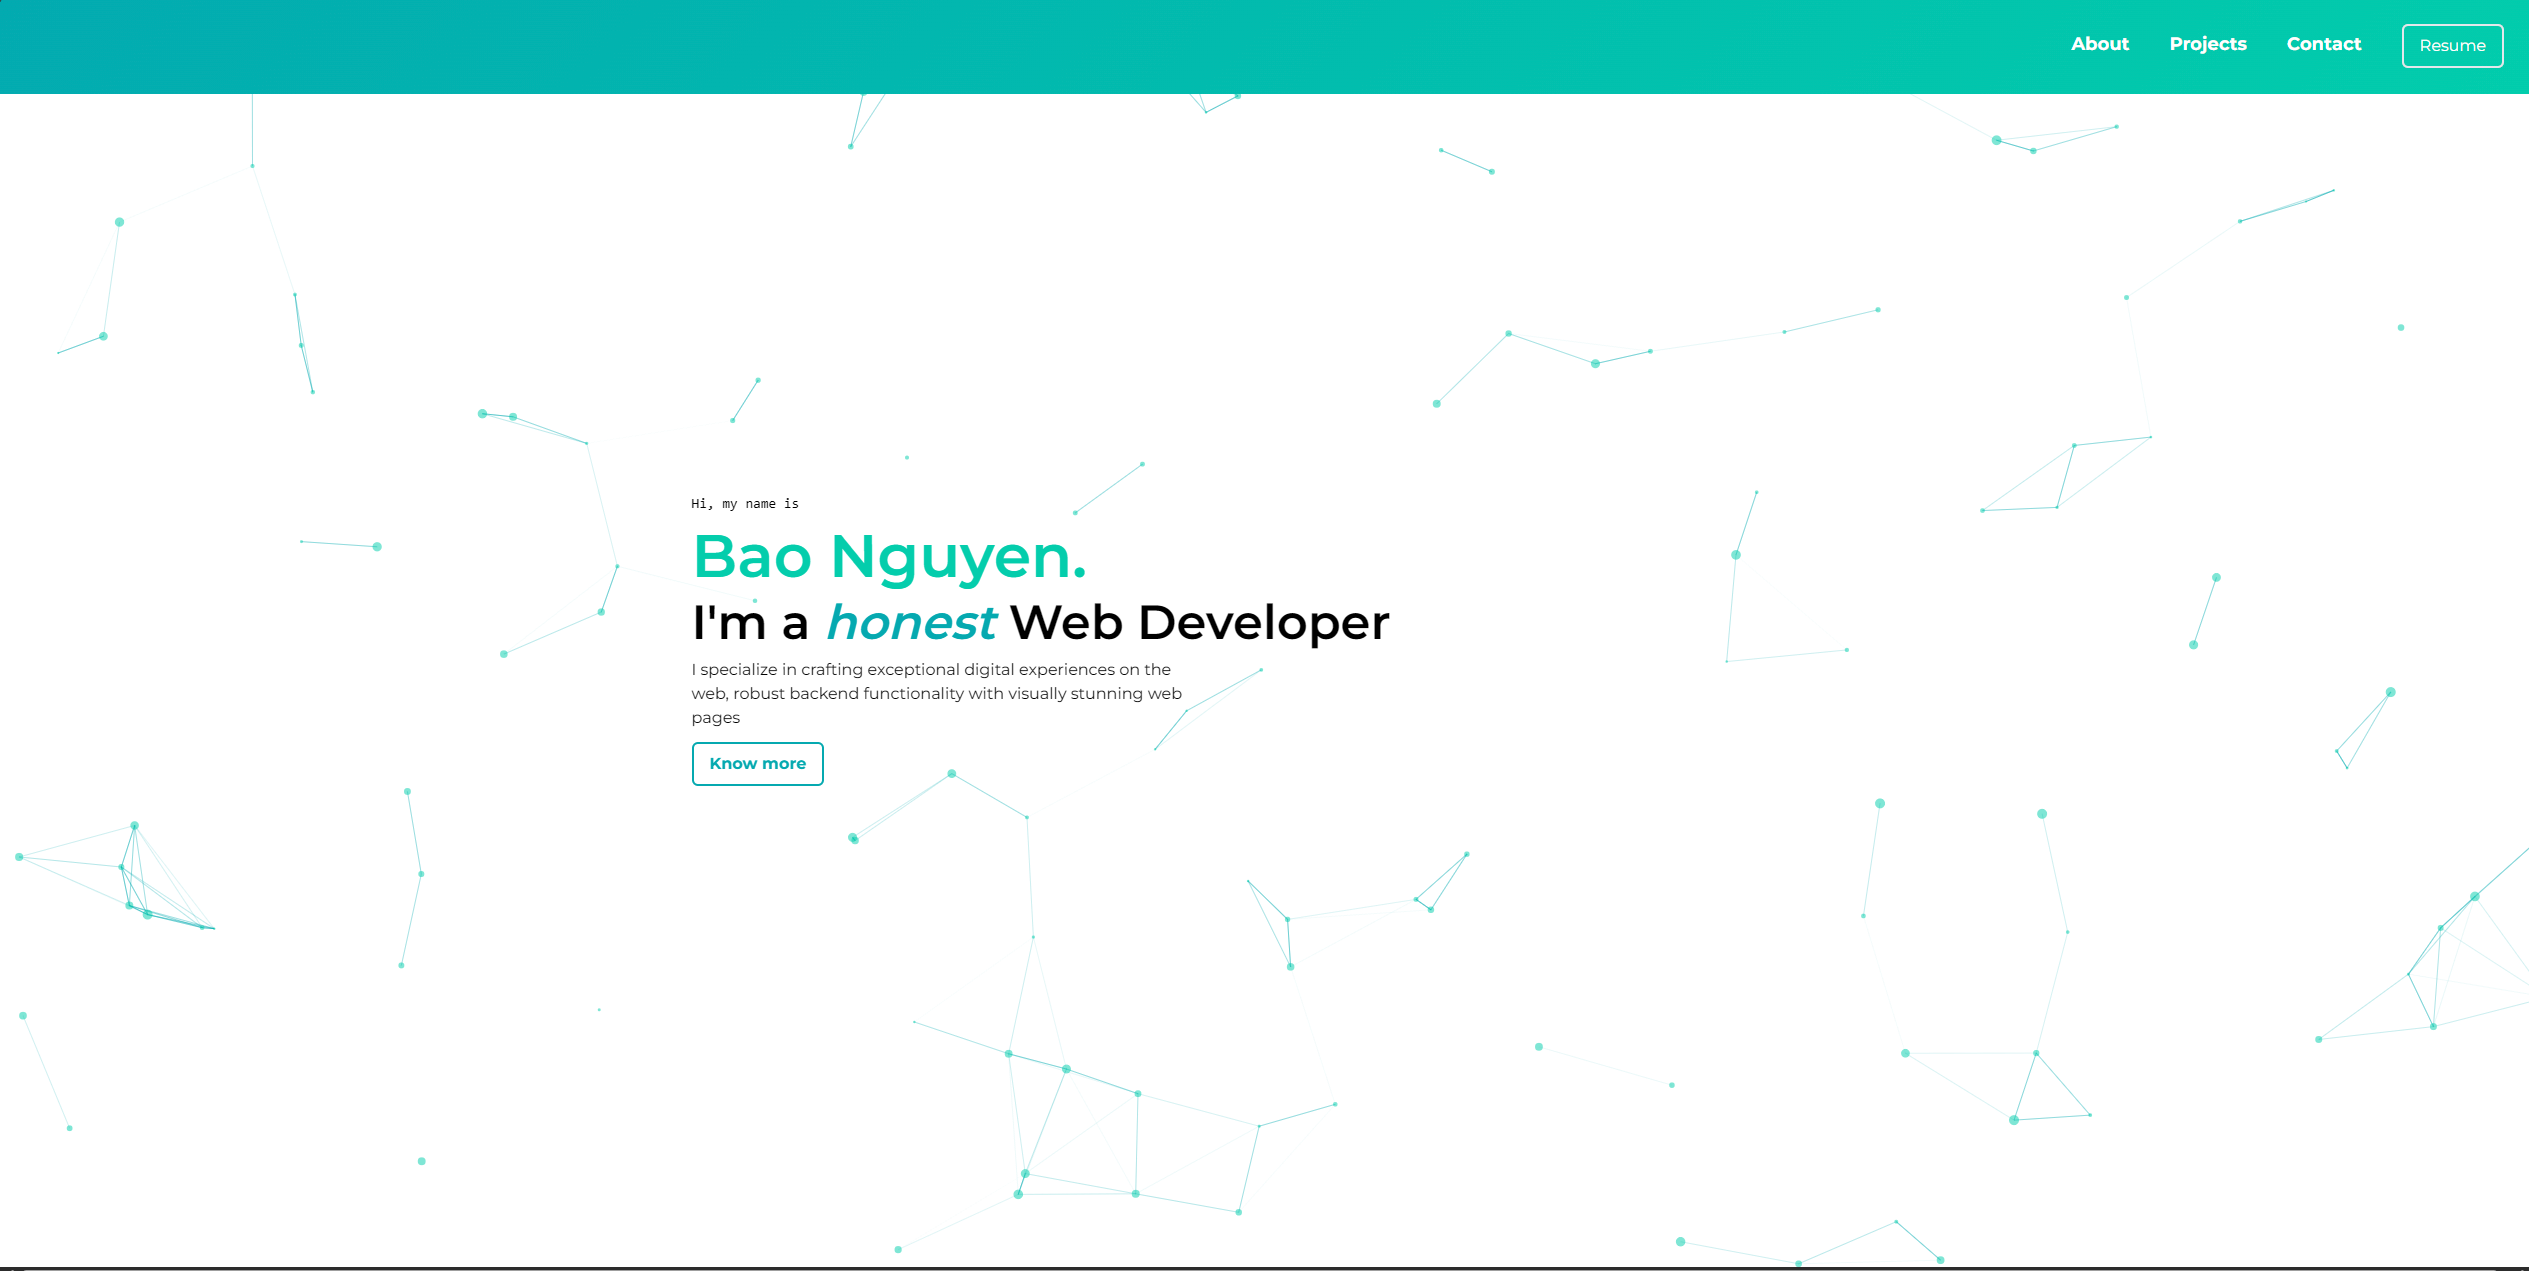 About Projects Contact Resume
Hi, my name is
Bao Nguyen.
I'm a honest Web Developer
I specialize in crafting exceptional digital experiences on the
web, robust backend functionality with visually stunning web
pages
Know more